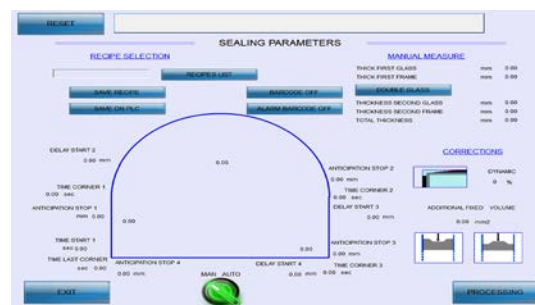 RESET
SEALING PARAMETERS
RECIPE SELECTION
MANUAL MEASURE
THICK FIRST GLASS mm 0.00
THICK FIRST FRAME mm 0.00
RECIPES LIST
SAVE RECIPE
BARCODE OFF
DOUBLE GLASS
SAVE ON PLC
ALARM BARCODE OFF
THICKNESS SECOND GLASS mm 0.00
THICKNESS SECOND FRAME mm 0.00
TOTAL THICKNESS mm 0.00
DELAY START 2
0.00 mm
0.00
ANTICIPATION STOP 2
0.00 mm
CORRECTIONS
DYNAMIC
0 %
TIME CORNER 1
0.00 sec
TIME CORNER 2
0.00 sec
ANTICIPATION STOP 1
mm 0.00
0.00
DELAY START 3
0.00 mm
ADDITIONAL FIXED VOLUME
0.00 mm2
TIME START 1
sec 0.00
0.00
ANTICIPATION STOP 3
0.00 mm
TIME LAST CORNER
sec 0.00
ANTICIPATION STOP 4
0.00 mm
MAN AUTO
DELAY START 4
0.00 mm
TIME CORNER 3
0.00 sec
EXIT
PROCESSING